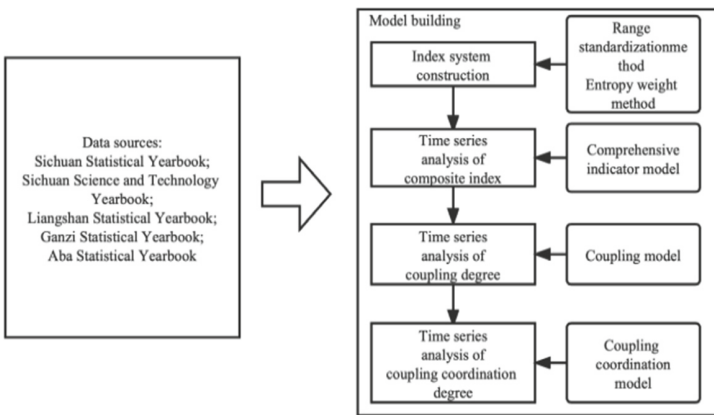 Data sources:
Sichuan Statistical Yearbook;
Sichuan Science and Technology
Yearbook;
Liangshan Statistical Yearbook;
Ganzi Statistical Yearbook;
Aba Statistical Yearbook
Model building
Index system
construction
Range
standardizationme
thod
Entropy weight
method
Time series
analysis of
composite index
Comprehensive
indicator model
Time series
analysis of
coupling degree
Coupling model
Time series
analysis of
coupling coordination
degree
Coupling
coordination
model